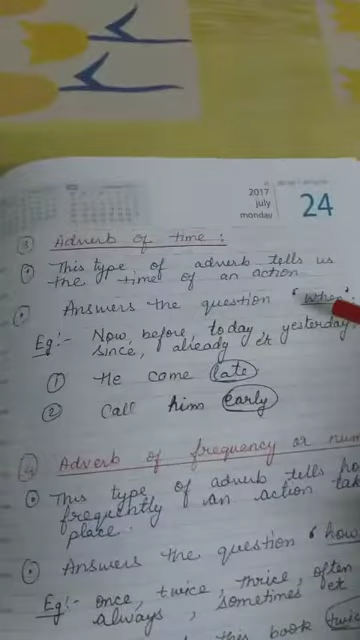 2017
july
monday
24
③ Adverb of time :
• This type of adverb tells us
the time of an action
• Answers the question 'when'
Eg:- Now, before, today, yesterday,
since, already et
① He came late
② Call him early
④ Adverb of frequency or num
• This type of adverb tells ho
frequently an action tak
place.
• Answers the question 'how
Eg:- once, twice, thrice, often
always, sometimes et
this book twic